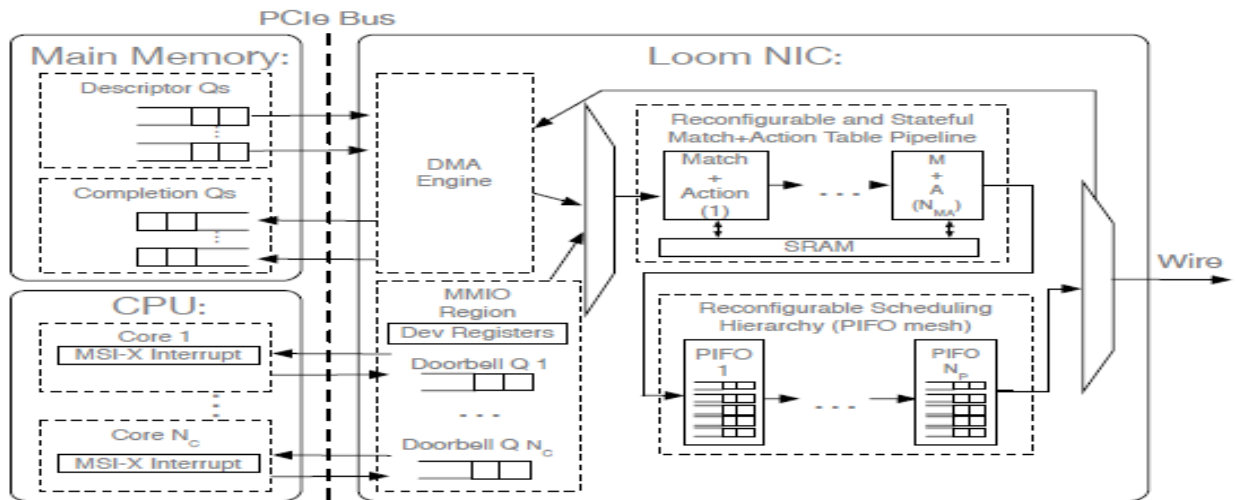 PCIe Bus
Main Memory:
Descriptor Qs
Completion Qs
CPU:
Core 1
MSI-X Interrupt
Core N_C
MSI-X Interrupt
Loom NIC:
DMA
Engine
MMIO
Region
Dev Registers
Doorbell Q 1
Doorbell Q N_C
Reconfigurable and Stateful
Match+Action Table Pipeline
Match
+
Action
(1)
. . .
M
+
A
(N_MA)
SRAM
Reconfigurable Scheduling
Hierarchy (PIFO mesh)
PIFO
1
. . .
PIFO
N_P
Wire